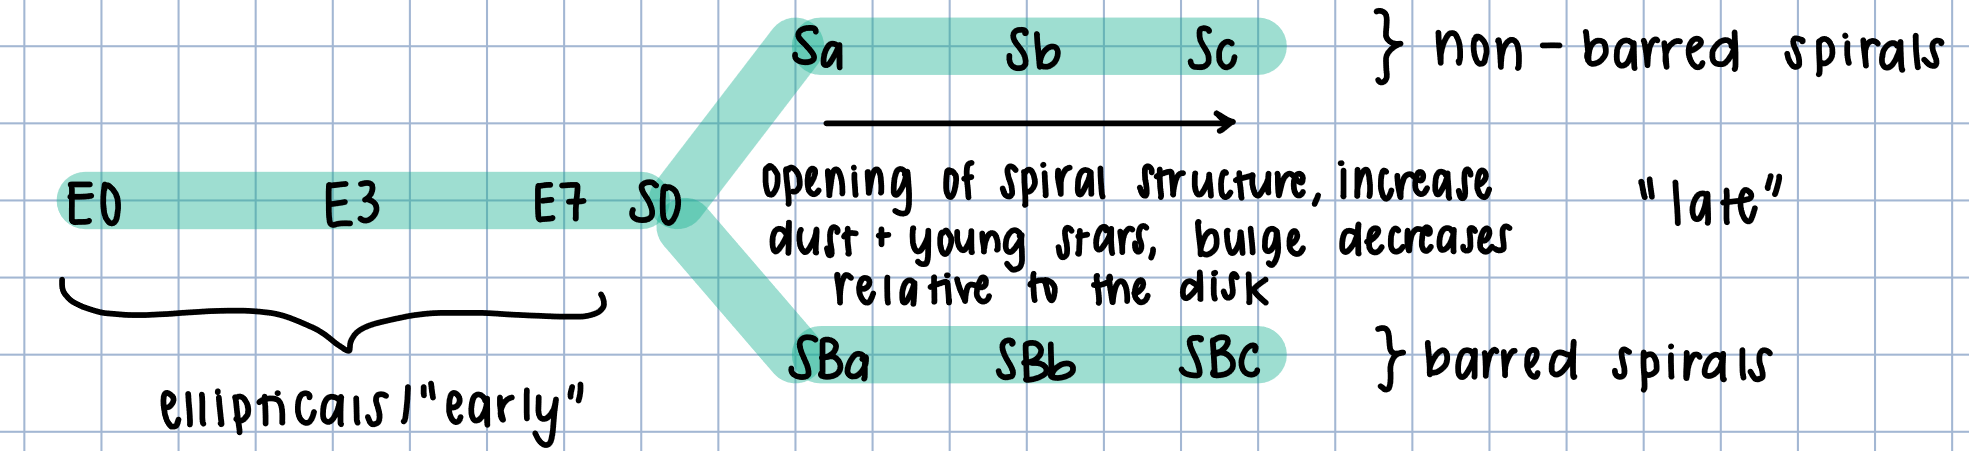 Sa Sb Sc } non-barred spirals
opening of spiral structure, increase
E0 E3 E7 S0
"late"
dust + young stars, bulge decreases
relative to the disk
SBa SBb SBc } barred spirals
ellipticals/"early"